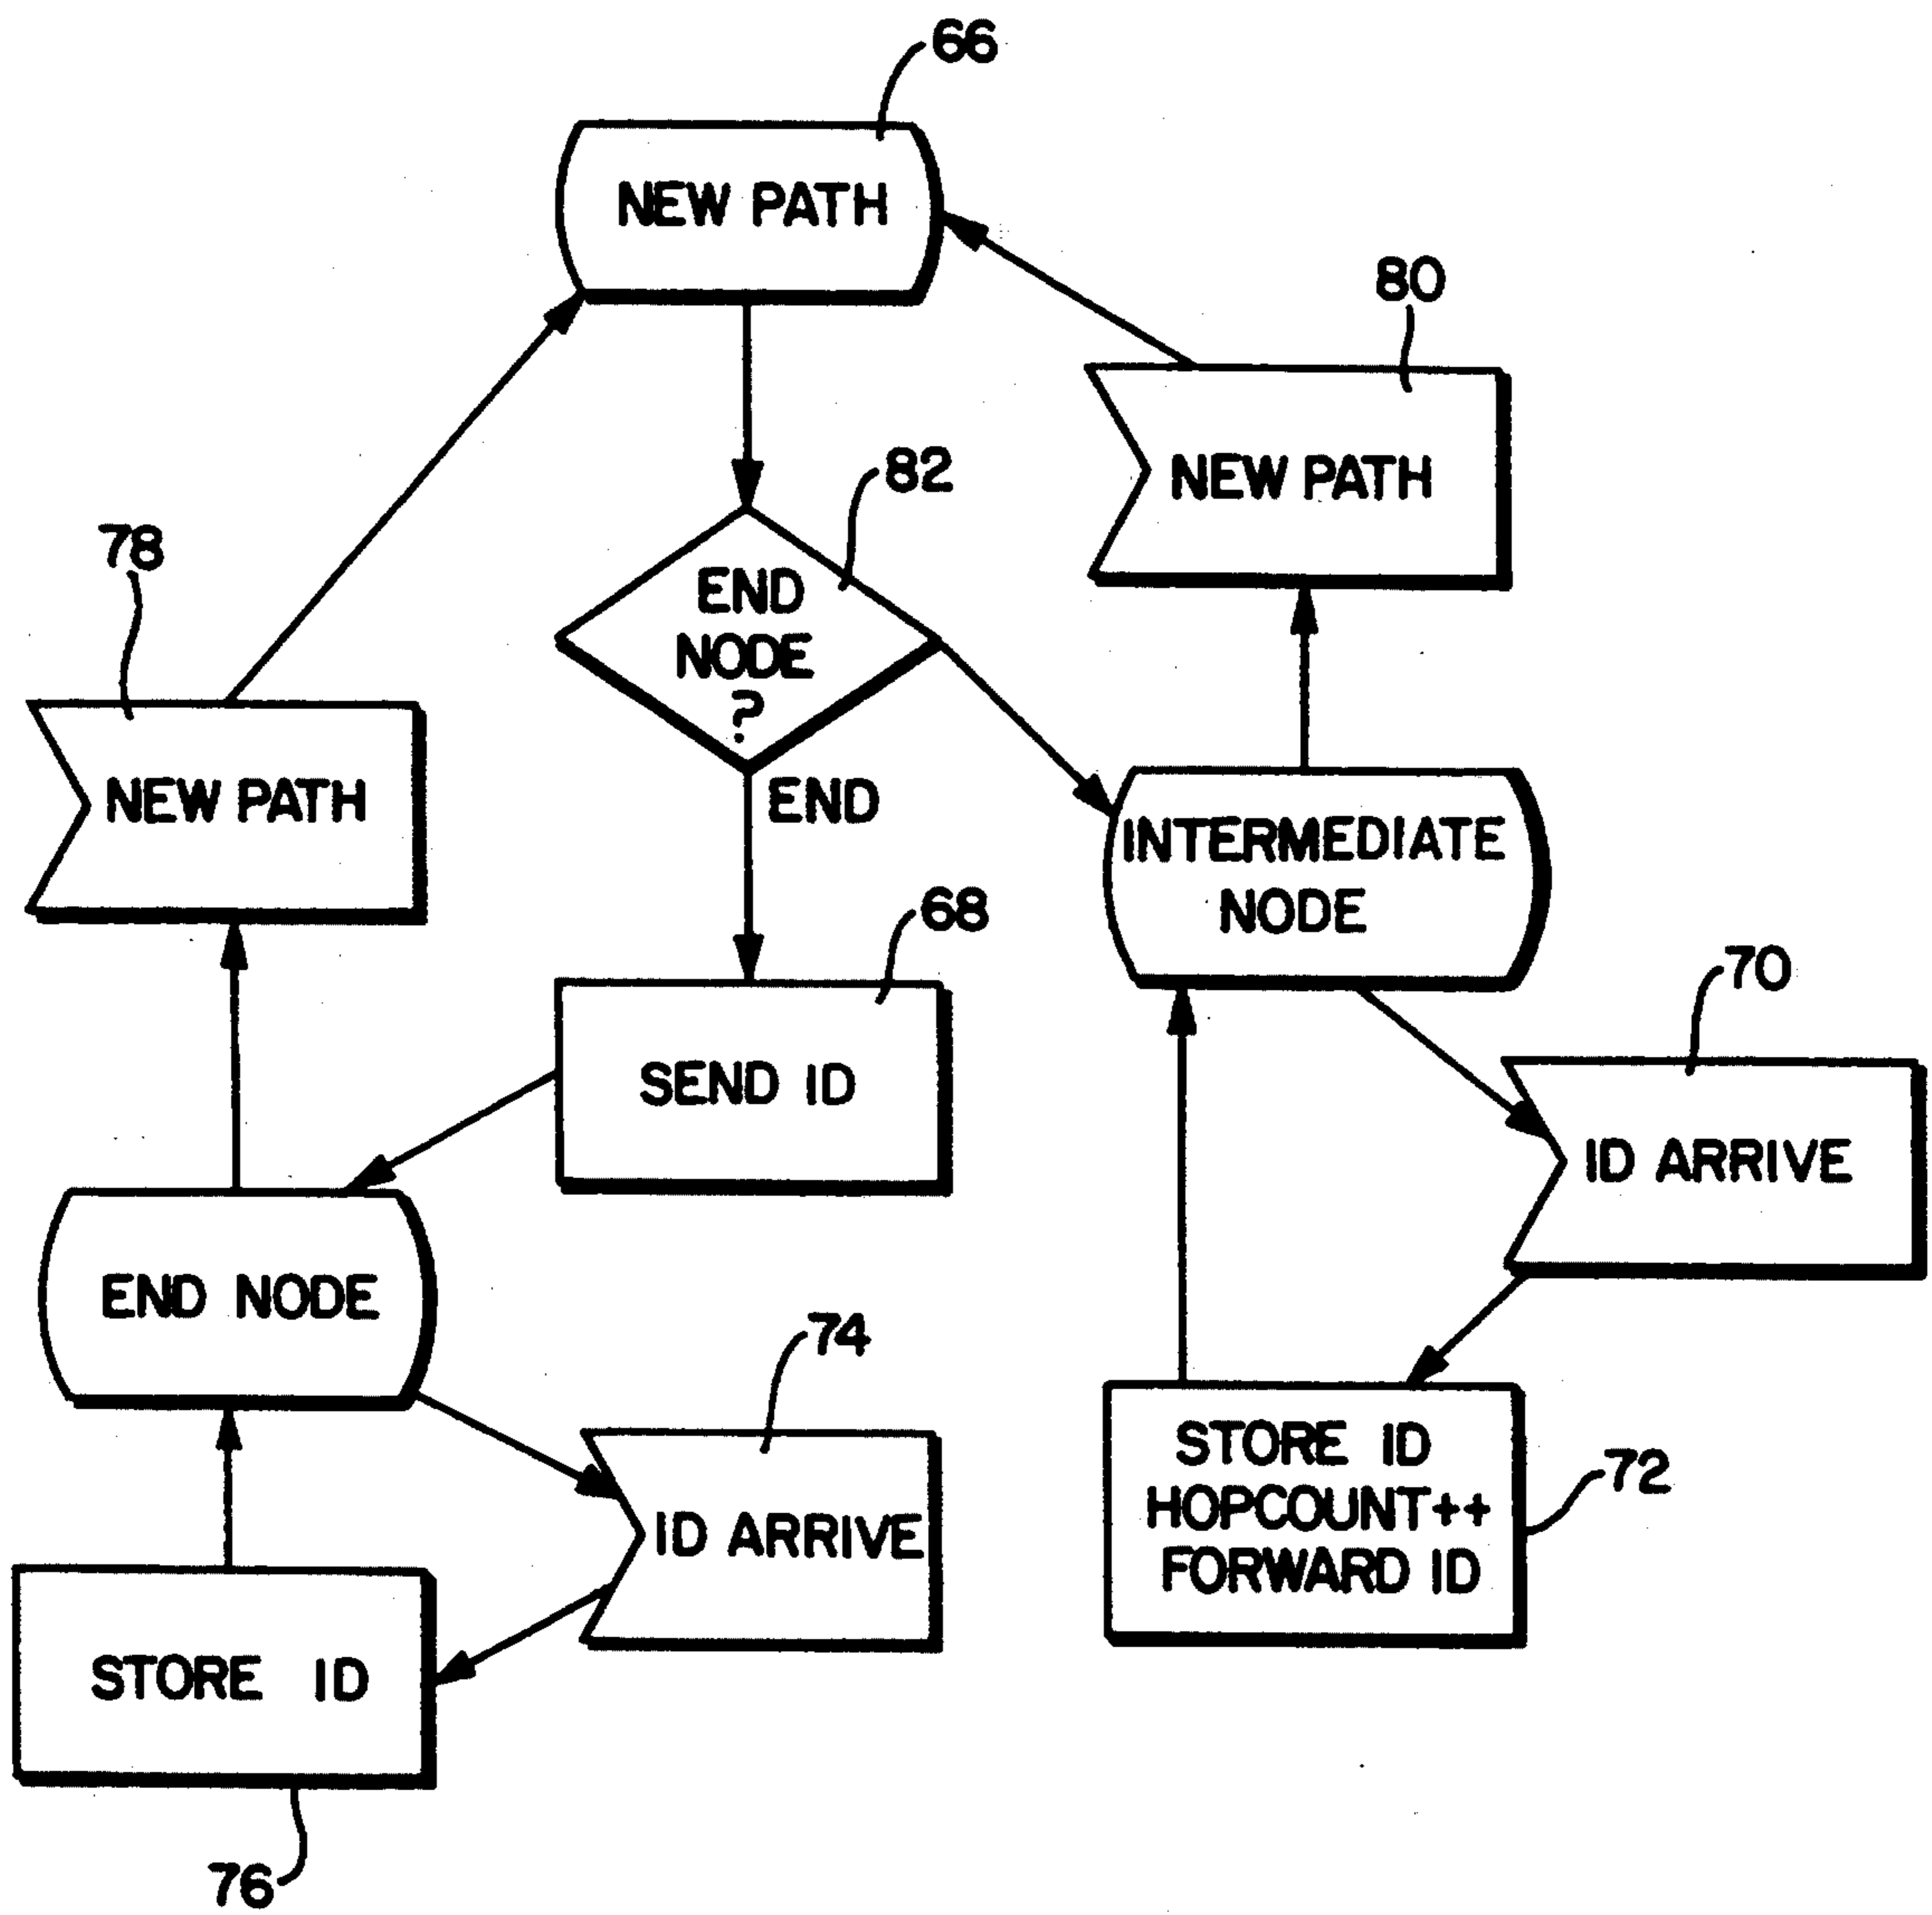 66
NEW PATH
80
NEW PATH
82
END
NODE
?
78
NEW PATH
END
INTERMEDIATE
NODE
68
SEND ID
70
ID ARRIVE
END NODE
74
ID ARRIVE
STORE ID
HOPCOUNT++
FORWARD ID
72
STORE ID
76